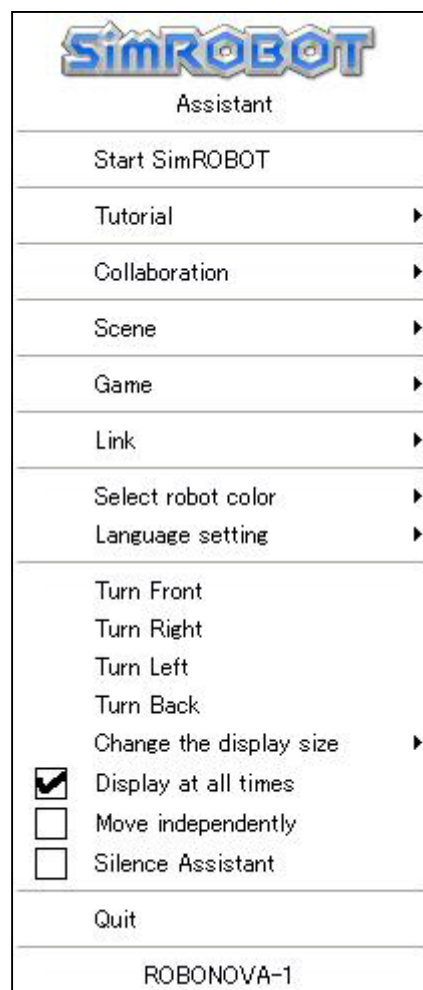 SimROBOT
Assistant
Start SimROBOT
Tutorial
Collaboration
Scene
Game
Link
Select robot color
Language setting
Turn Front
Turn Right
Turn Left
Turn Back
Change the display size
Display at all times
Move independently
Silence Assistant
Quit
ROBONOVA-1